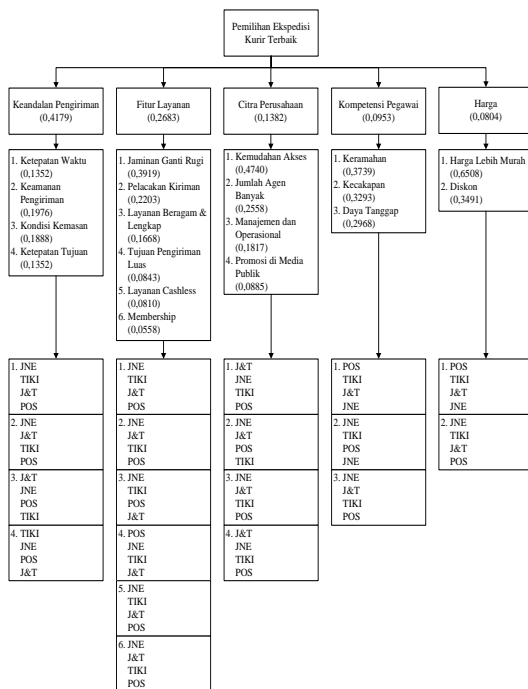 Pemilihan Ekspedisi
Kurir Terbaik
Keandalan Pengiriman
(0,4179)
Fitur Layanan
(0,2683)
Citra Perusahaan
(0,1382)
Kompetensi Pegawai
(0,0953)
Harga
(0,0804)
1. Ketepatan Waktu
(0,1352)
2. Keamanan
Pengiriman
(0,1976)
3. Kondisi Kemasan
(0,1888)
4. Ketepatan Tujuan
(0,1352)
1. Jaminan Ganti Rugi
(0,3919)
2. Pelacakan Kiriman
(0,2203)
3. Layanan Beragam &
Lengkap
(0,1668)
4. Tujuan Pengiriman
Luas
(0,0843)
5. Layanan Cashless
(0,0810)
6. Membership
(0,0558)
1. Kemudahan Akses
(0,4740)
2. Jumlah Agen
Banyak
(0,2558)
3. Manajemen dan
Operasional
(0,1817)
4. Promosi di Media
Publik
(0,0885)
1. Keramahan
(0,3739)
2. Kecakapan
(0,3293)
3. Daya Tanggap
(0,2968)
1. Harga Lebih Murah
(0,6508)
2. Diskon
(0,3491)
1. JNE
TIKI
J&T
POS
2. JNE
J&T
TIKI
POS
3. J&T
JNE
POS
TIKI
4. TIKI
JNE
POS
J&T
1. JNE
TIKI
J&T
POS
2. JNE
J&T
TIKI
POS
3. JNE
TIKI
POS
J&T
4. POS
JNE
TIKI
J&T
5. JNE
TIKI
J&T
POS
6. JNE
J&T
TIKI
POS
1. J&T
JNE
TIKI
POS
2. JNE
J&T
POS
TIKI
3. JNE
J&T
TIKI
POS
4. J&T
JNE
TIKI
POS
1. POS
TIKI
J&T
JNE
2. JNE
TIKI
POS
JNE
3. JNE
J&T
TIKI
POS
1. POS
TIKI
J&T
JNE
2. JNE
TIKI
J&T
POS